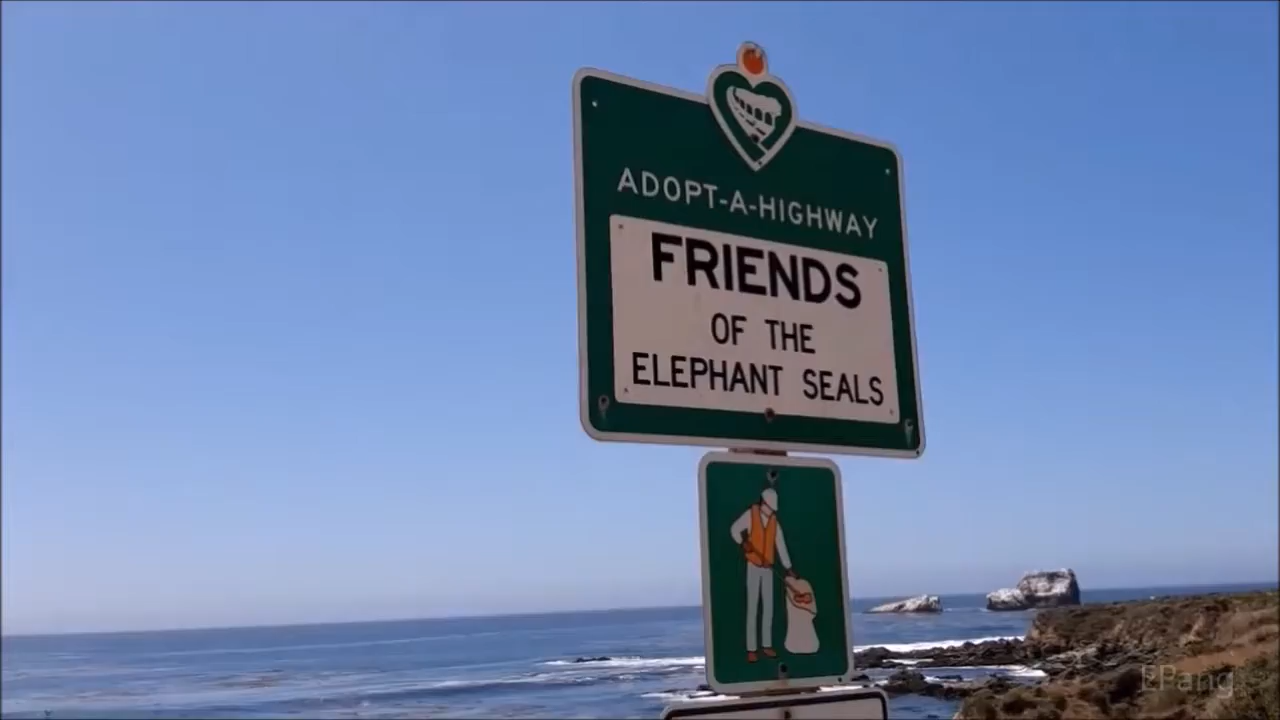 ADOPT-A-HIGHWAY
FRIENDS
OF THE
ELEPHANT SEALS
EPang